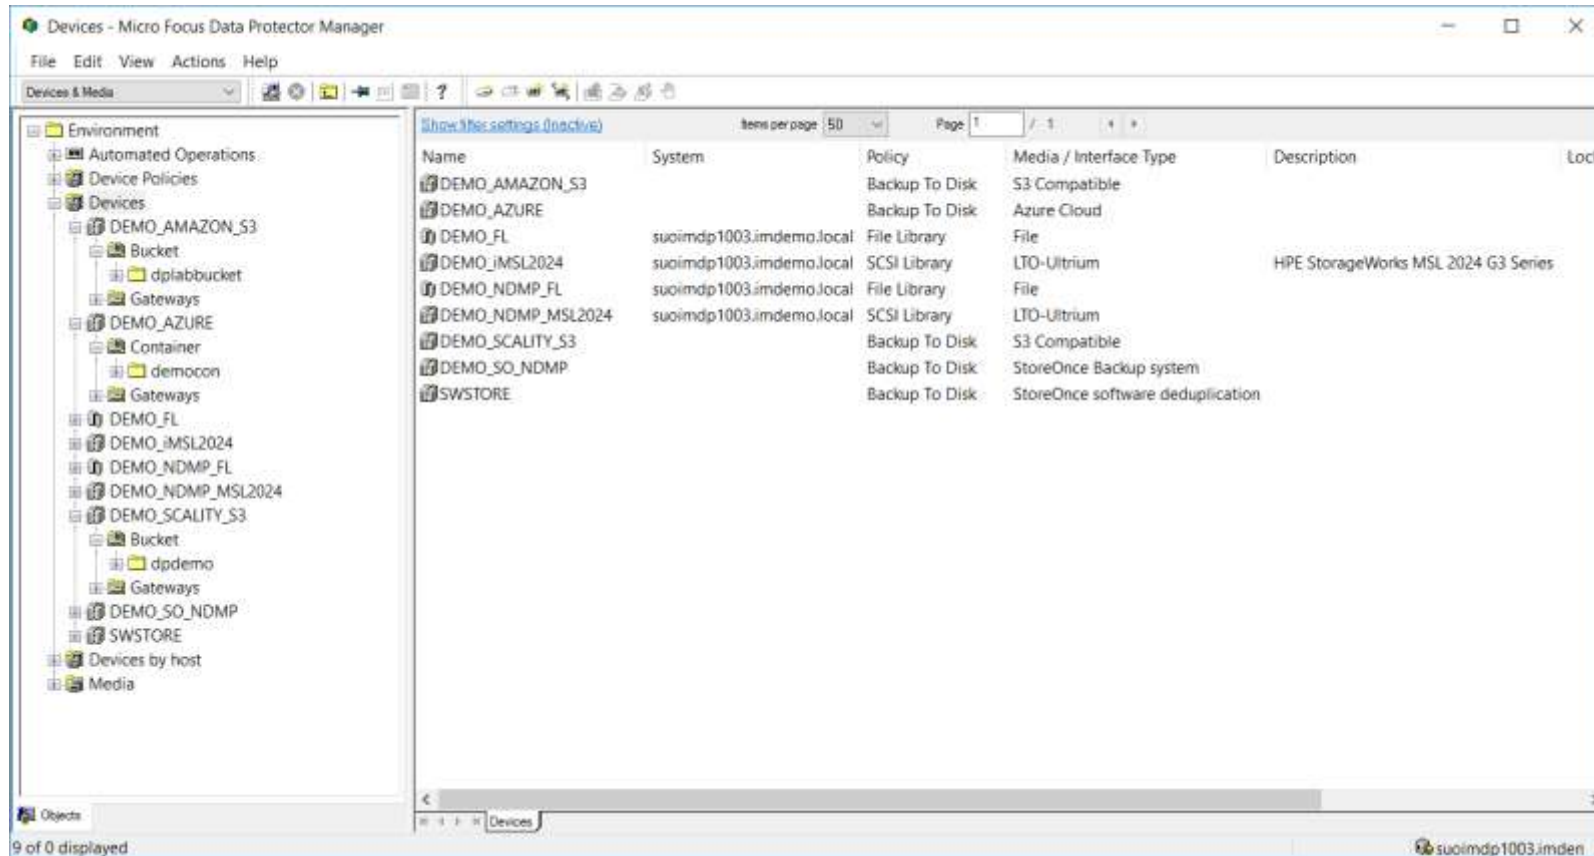 Devices - Micro Focus Data Protector Manager
File Edit View Actions Help
Devices & Media
?
Environment
Automated Operations
Device Policies
Devices
DEMO_AMAZON_S3
Bucket
dplabbucket
Gateways
DEMO_AZURE
Container
democon
Gateways
DEMO_FL
DEMO_iMSL2024
DEMO_NDMP_FL
DEMO_NDMP_MSL2024
DEMO_SCALITY_S3
Bucket
dpdemo
Gateways
DEMO_SO_NDMP
SWSTORE
Devices by host
Media
Objects
Show filter settings (Inactive) Items per page 50 Page 1 / 1
Name System Policy Media / Interface Type Description Loc
DEMO_AMAZON_S3 Backup To Disk S3 Compatible
DEMO_AZURE Backup To Disk Azure Cloud
DEMO_FL suoimdp1003.imdemo.local File Library File
DEMO_iMSL2024 suoimdp1003.imdemo.local SCSI Library LTO-Ultrium HPE StorageWorks MSL 2024 G3 Series
DEMO_NDMP_FL suoimdp1003.imdemo.local File Library File
DEMO_NDMP_MSL2024 suoimdp1003.imdemo.local SCSI Library LTO-Ultrium
DEMO_SCALITY_S3 Backup To Disk S3 Compatible
DEMO_SO_NDMP Backup To Disk StoreOnce Backup system
SWSTORE Backup To Disk StoreOnce software deduplication
Devices
9 of 0 displayed
suoimdp1003.imden